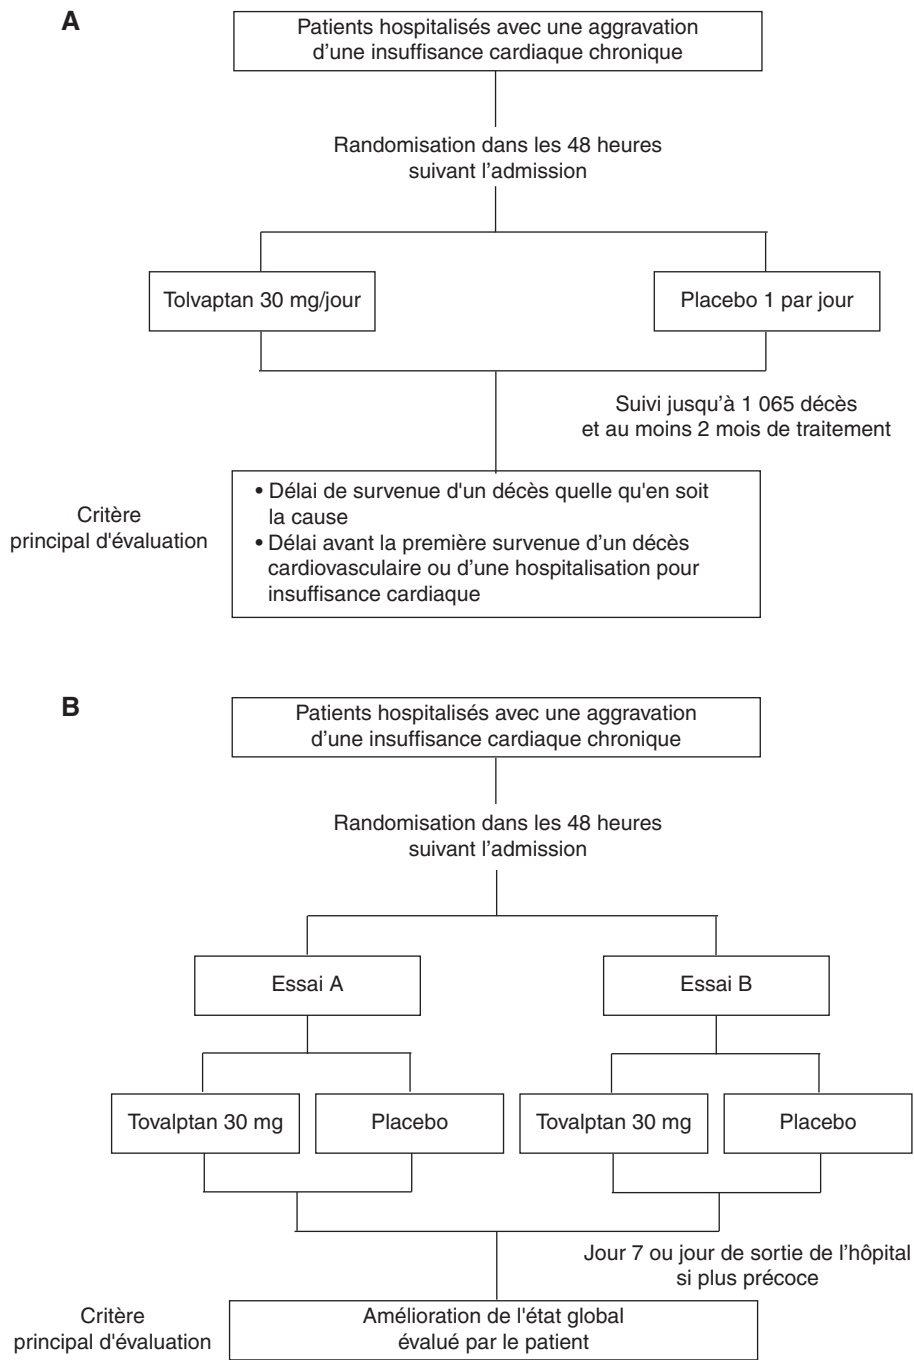 A
Patients hospitalisés avec une aggravation
d'une insuffisance cardiaque chronique
Randomisation dans les 48 heures
suivant l'admission
Tolvaptan 30 mg/jour
Placebo 1 par jour
Suivi jusqu'à 1 065 décès
et au moins 2 mois de traitement
Critère
principal d'évaluation
• Délai de survenue d'un décès quelle qu'en soit
la cause
• Délai avant la première survenue d'un décès
cardiovasculaire ou d'une hospitalisation pour
insuffisance cardiaque
B
Patients hospitalisés avec une aggravation
d'une insuffisance cardiaque chronique
Randomisation dans les 48 heures
suivant l'admission
Essai A
Essai B
Tovalptan 30 mg
Placebo
Tovalptan 30 mg
Placebo
Jour 7 ou jour de sortie de l'hôpital
si plus précoce
Critère
principal d'évaluation
Amélioration de l'état global
évalué par le patient